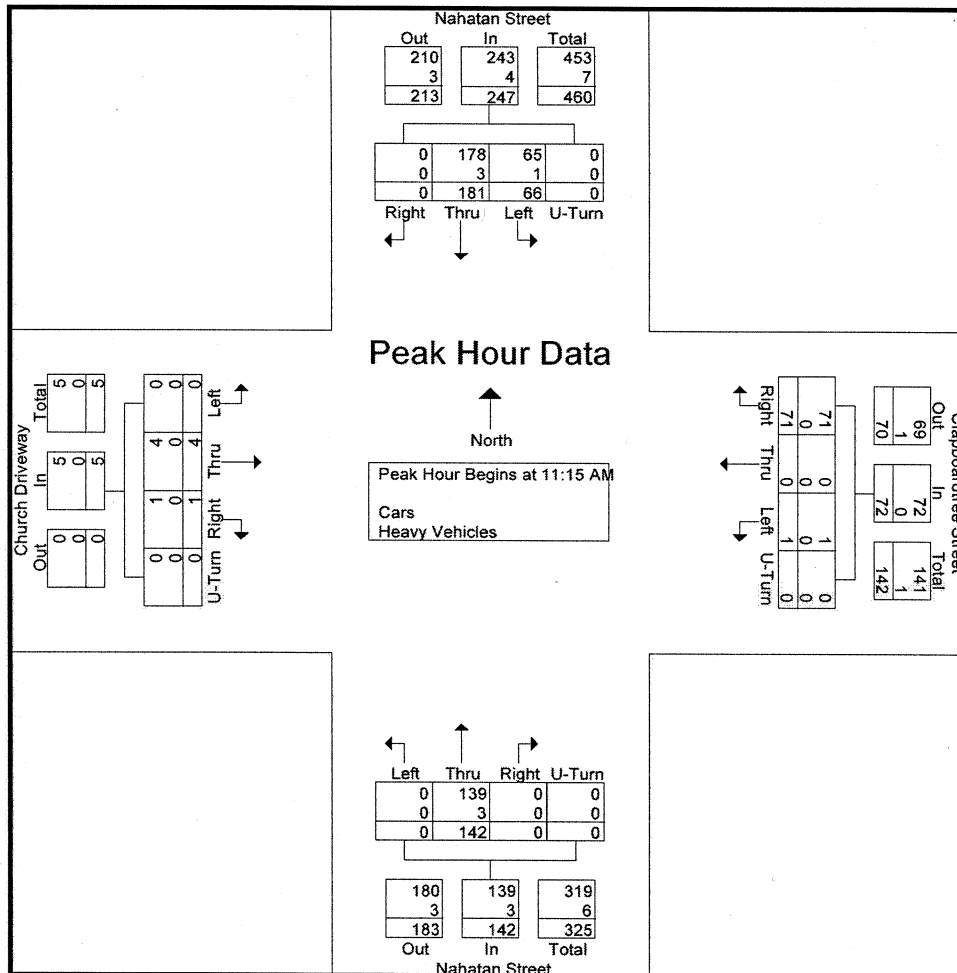 Nahatan Street
Out In Total
210 243 453
3 4 7
213 247 460
0 178 65 0
0 3 1 0
0 181 66 0
Right Thru Left U-Turn
Peak Hour Data
North
Peak Hour Begins at 11:15 AM
Cars
Heavy Vehicles
Church Driveway
Out In Total
0 5 5
0 0 0
0 5 5
U-Turn Right Thru Left
0 1 4 0
0 0 0 0
0 1 4 0
Right Thru Left U-Turn
71 0 1 0
0 0 0 0
71 0 1 0
Out In Total
69 72 141
1 0 1
70 72 142
Clapboardtree Street
Left Thru Right U-Turn
0 139 0 0
0 3 0 0
0 142 0 0
180 139 319
3 3 6
183 142 325
Out In Total
Nahatan Street